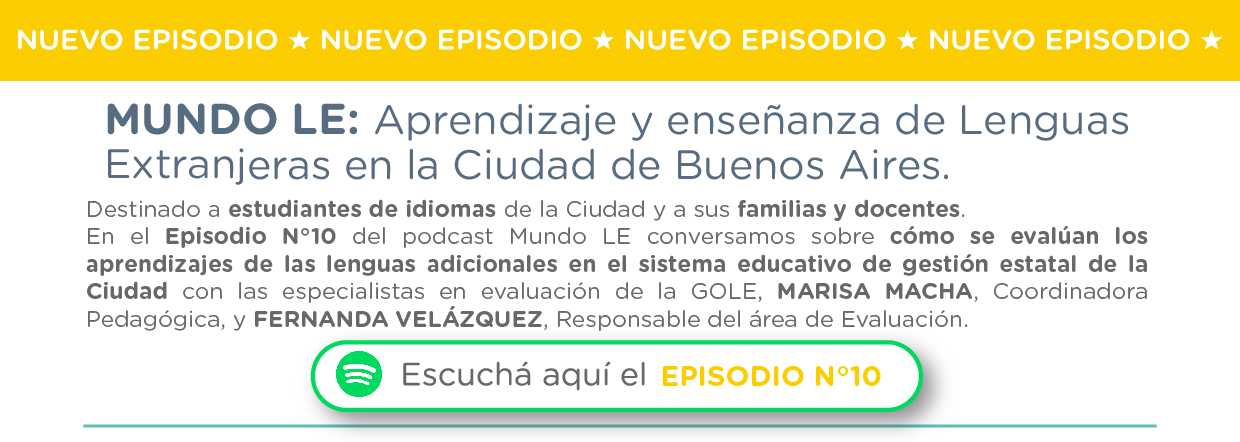 NUEVO EPISODIO ★ NUEVO EPISODIO ★ NUEVO EPISODIO ★ NUEVO EPISODIO ★
MUNDO LE: Aprendizaje y enseñanza de Lenguas
Extranjeras en la Ciudad de Buenos Aires.
Destinado a estudiantes de idiomas de la Ciudad y a sus familias y docentes.
En el Episodio N°10 del podcast Mundo LE conversamos sobre cómo se evalúan los
aprendizajes de las lenguas adicionales en el sistema educativo de gestión estatal de la
Ciudad con las especialistas en evaluación de la GOLE, MARISA MACHA, Coordinadora
Pedagógica, y FERNANDA VELÁZQUEZ, Responsable del área de Evaluación.
Escuchá aquí el EPISODIO N°10